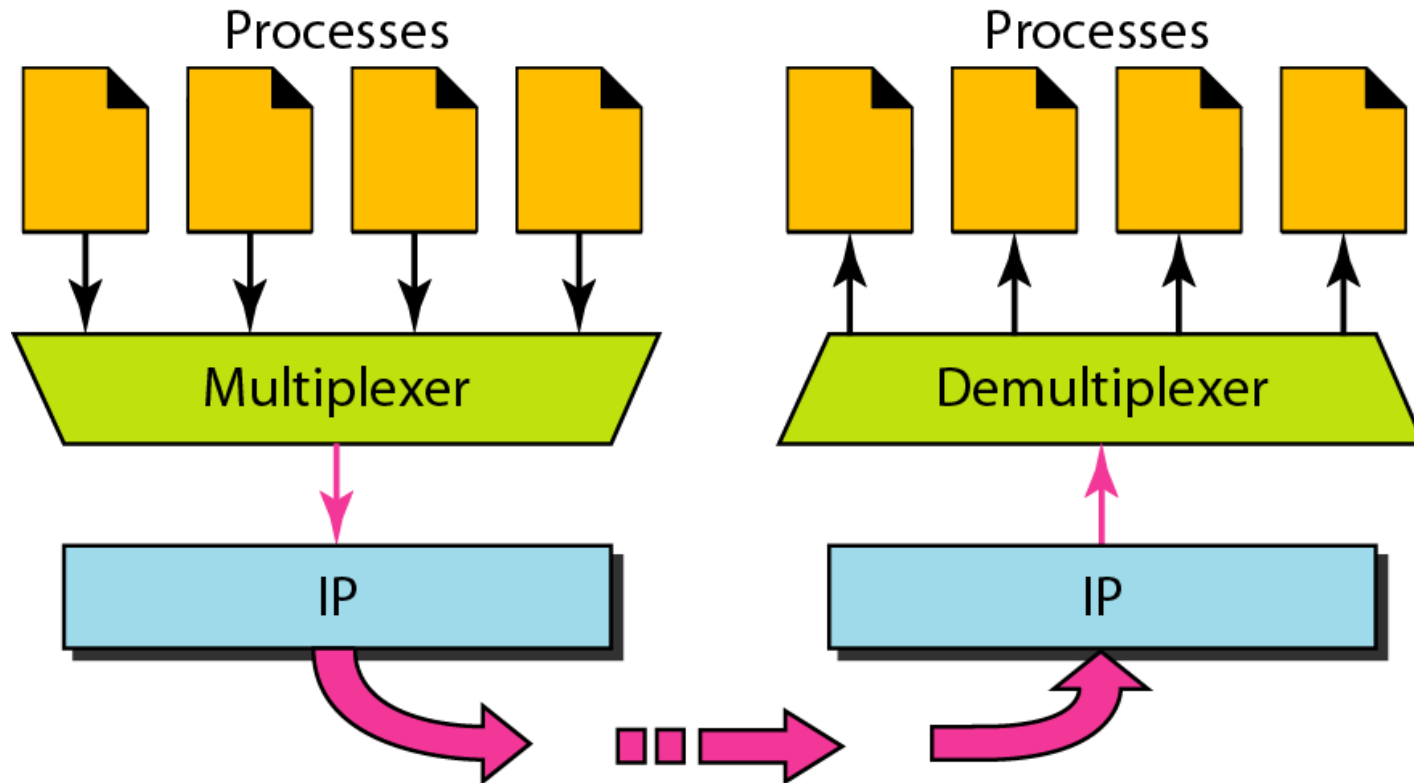 Processes
Processes
Multiplexer
Demultiplexer
IP
IP